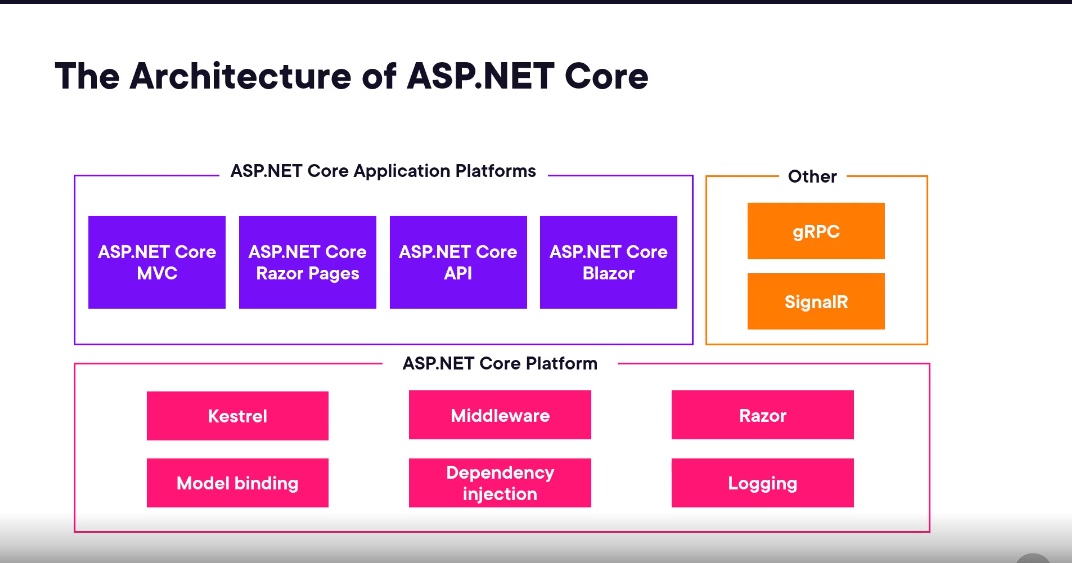 The Architecture of ASP.NET Core
ASP.NET Core Application Platforms
ASP.NET Core
MVC
ASP.NET Core
Razor Pages
ASP.NET Core
API
ASP.NET Core
Blazor
Other
gRPC
SignalR
ASP.NET Core Platform
Kestrel
Middleware
Razor
Model binding
Dependency
injection
Logging